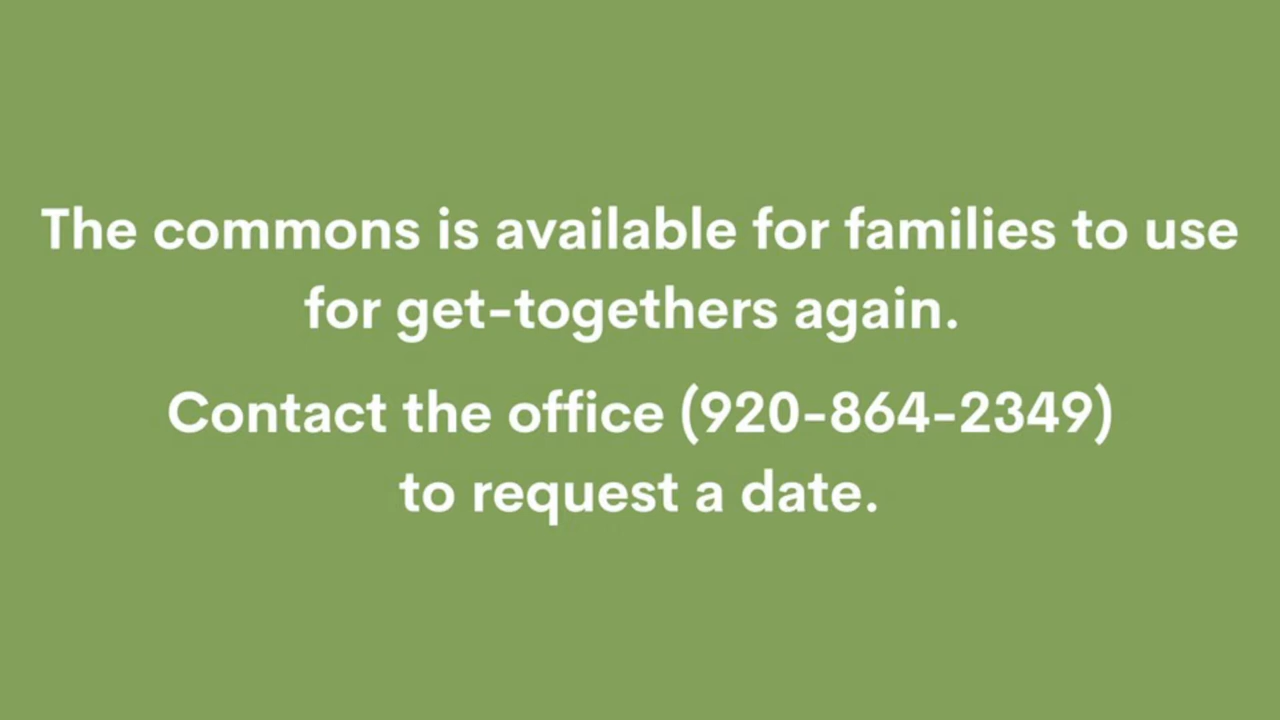 The commons is available for families to use
for get-togethers again.
Contact the office (920-864-2349)
to request a date.